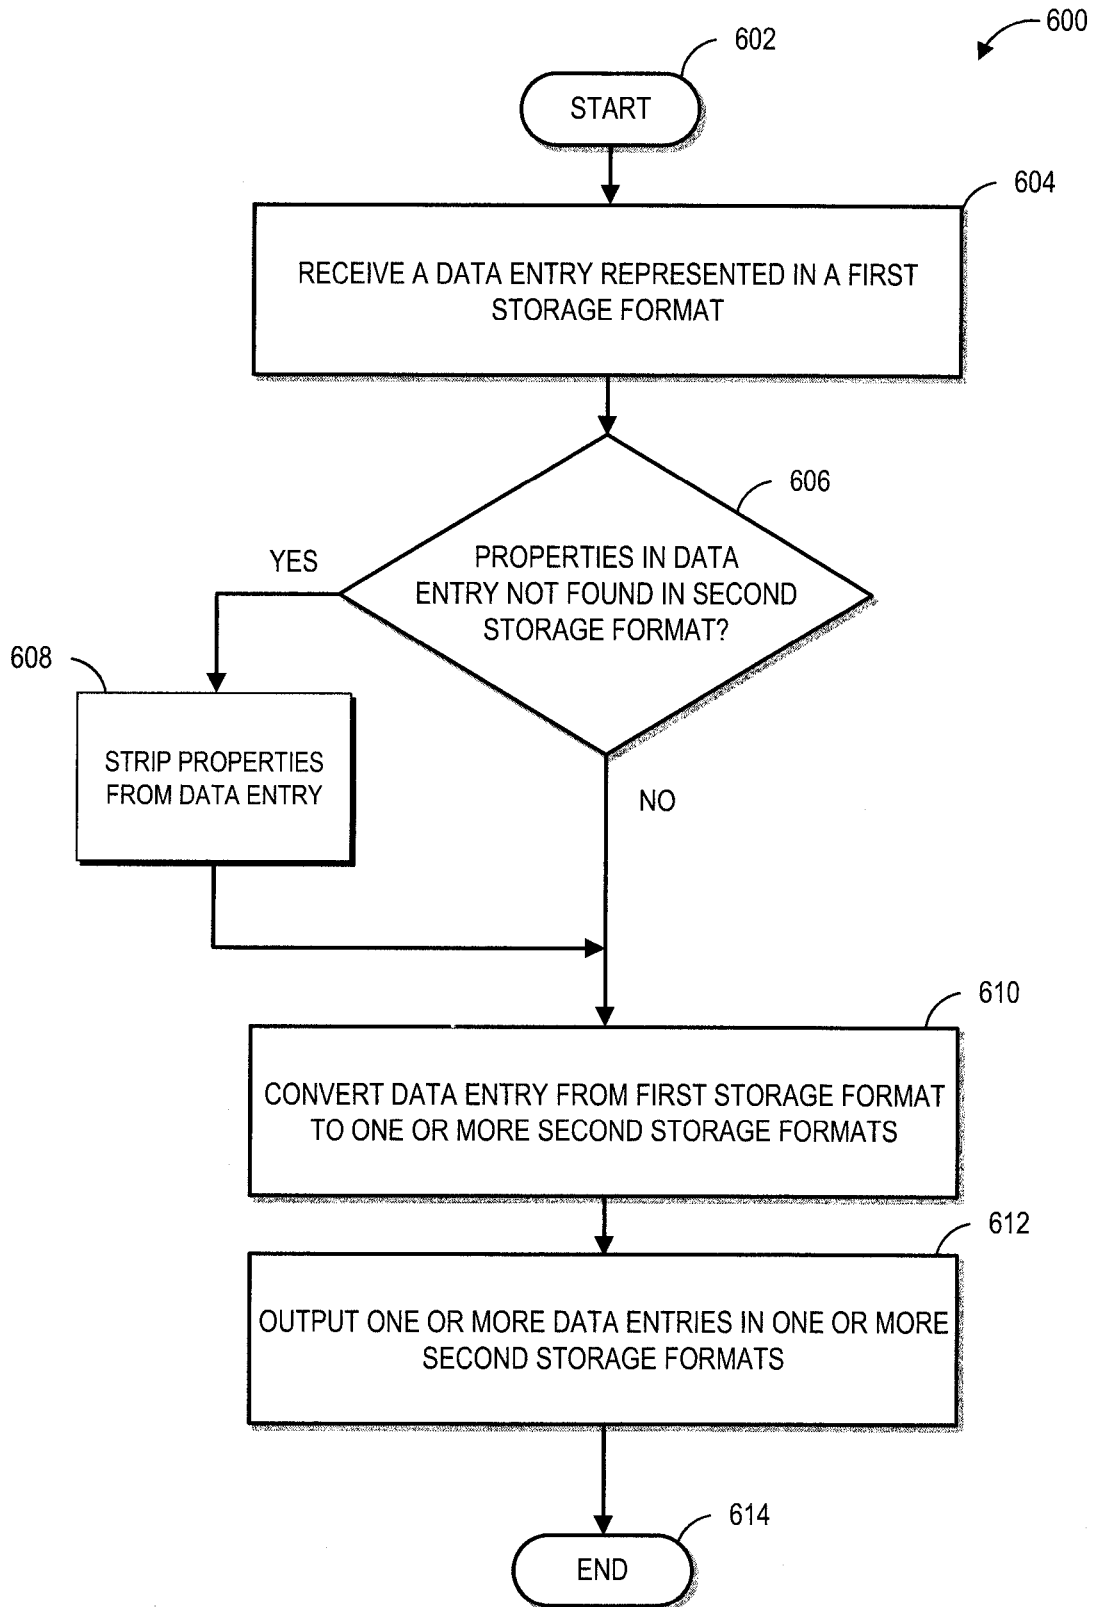 600
602
START
604
RECEIVE A DATA ENTRY REPRESENTED IN A FIRST
STORAGE FORMAT
606
PROPERTIES IN DATA
ENTRY NOT FOUND IN SECOND
STORAGE FORMAT?
YES
608
STRIP PROPERTIES
FROM DATA ENTRY
NO
610
CONVERT DATA ENTRY FROM FIRST STORAGE FORMAT
TO ONE OR MORE SECOND STORAGE FORMATS
612
OUTPUT ONE OR MORE DATA ENTRIES IN ONE OR MORE
SECOND STORAGE FORMATS
614
END